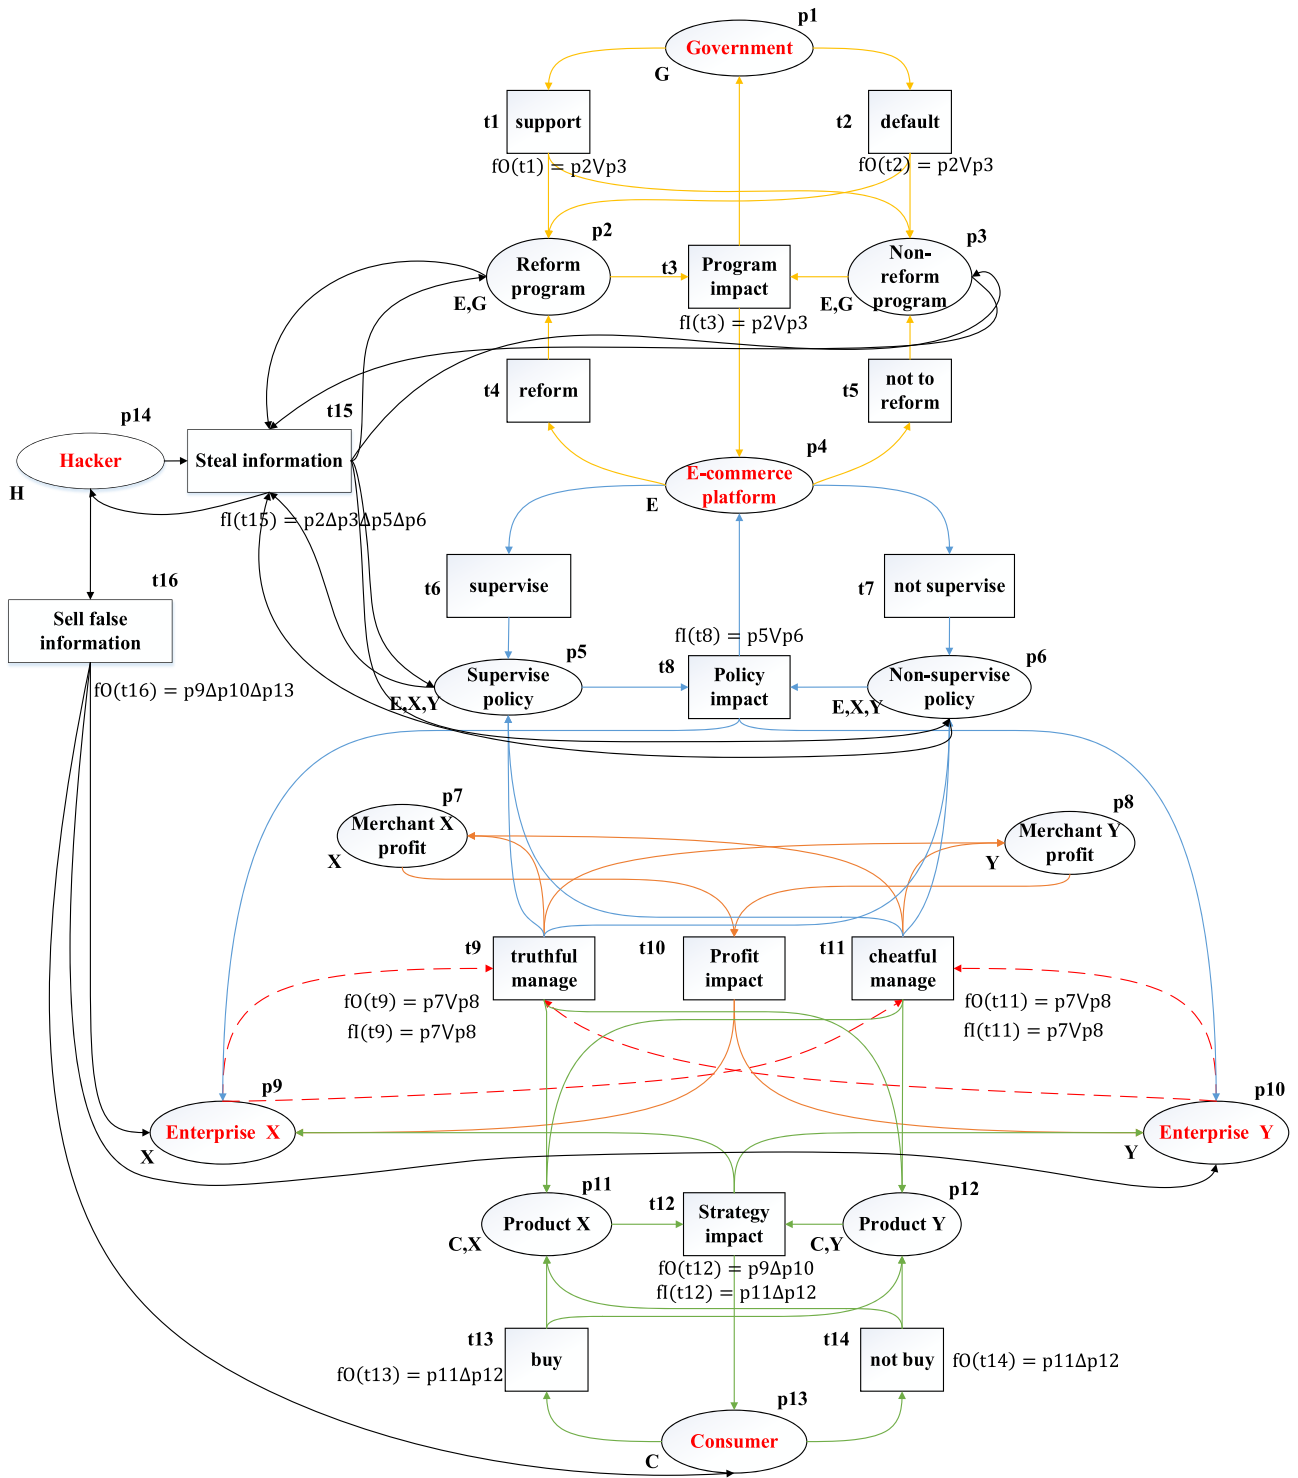 p1
Government
G
t1
support
t2
default
fO(t1) = p2Vp3
fO(t2) = p2Vp3
p2
Reform
program
E,G
t3
Program
impact
p3
Non-
reform
program
E,G
fI(t3) = p2Vp3
t4
reform
t5
not to
reform
p14
Hacker
H
t15
Steal information
fI(t15) = p2Δp3Δp5Δp6
p4
E-commerce
platform
E
t6
supervise
t7
not supervise
t16
Sell false
information
fO(t16) = p9Δp10Δp13
fI(t8) = p5Vp6
p5
Supervise
policy
E,X,Y
t8
Policy
impact
p6
Non-supervise
policy
E,X,Y
p7
Merchant X
profit
X
p8
Merchant Y
profit
Y
t9
truthful
manage
t10
Profit
impact
t11
cheatful
manage
fO(t9) = p7Vp8
fI(t9) = p7Vp8
fO(t11) = p7Vp8
fI(t11) = p7Vp8
p9
Enterprise X
X
p10
Enterprise Y
Y
p11
Product X
C,X
t12
Strategy
impact
p12
Product Y
C,Y
fO(t12) = p9Δp10
fI(t12) = p11Δp12
t13
buy
fO(t13) = p11Δp12
t14
not buy
fO(t14) = p11Δp12
p13
Consumer
C